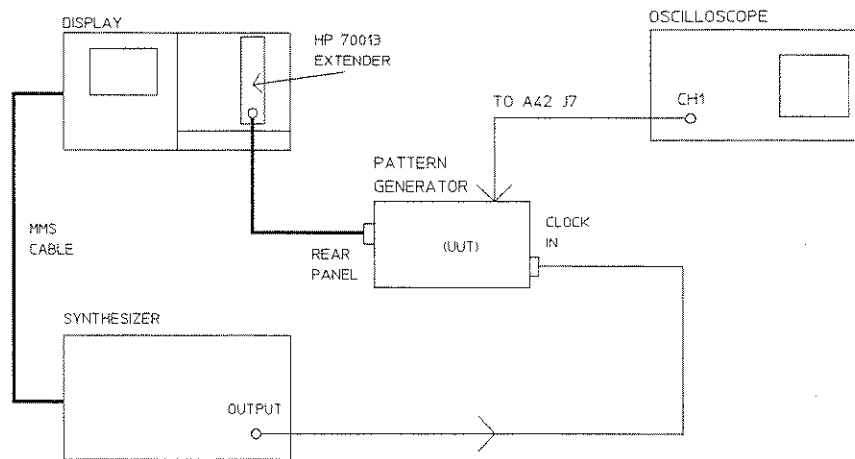 DISPLAY
HP 70013
EXTENDER
OSCILLOSCOPE
CH1
TO A42 J7
PATTERN
GENERATOR
(UUT)
CLOCK
IN
REAR
PANEL
MMS
CABLE
SYNTHESIZER
OUTPUT